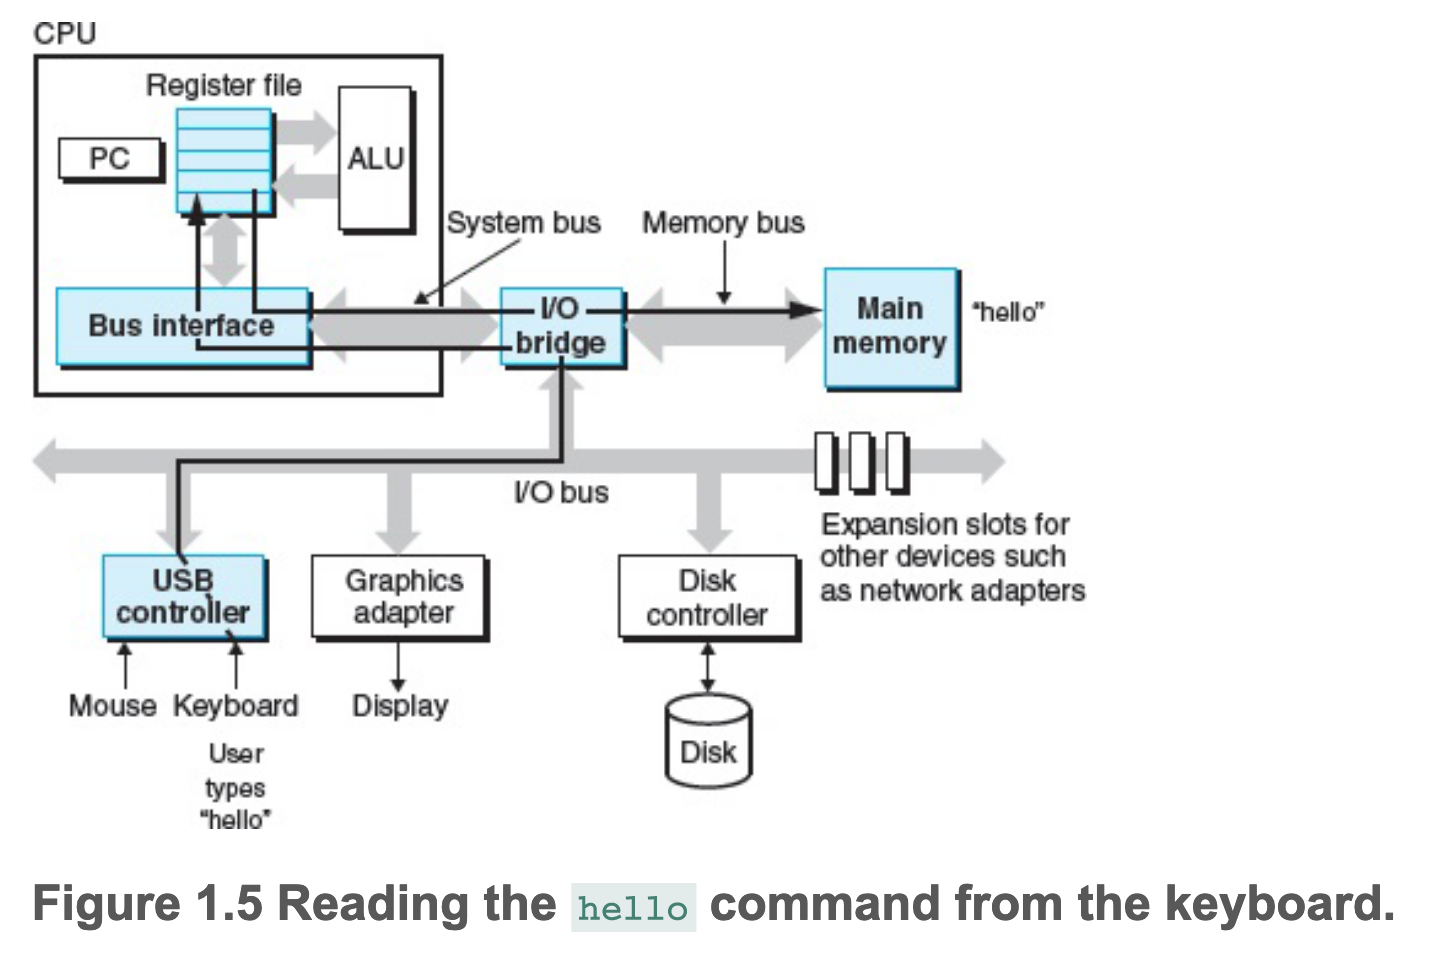 CPU
Register file
PC
ALU
System bus
Memory bus
Bus interface
I/O
bridge
Main
memory
“hello”
I/O bus
Expansion slots for
other devices such
as network adapters
USB
controller
Graphics
adapter
Disk
controller
Mouse
Keyboard
Display
Disk
User
types
“hello”
Figure 1.5 Reading the hello command from the keyboard.